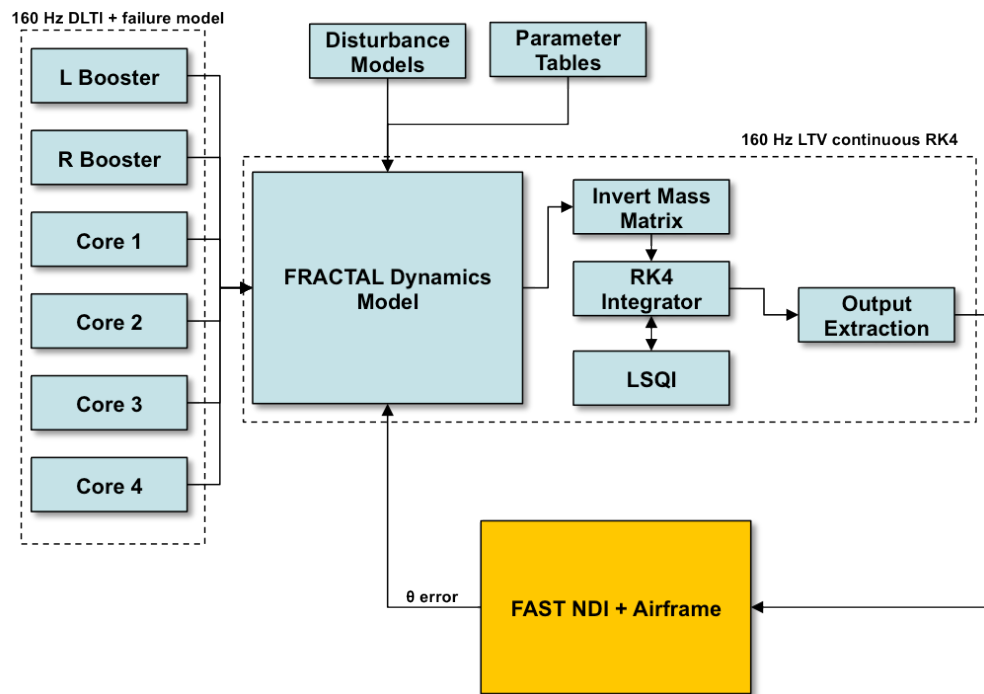 160 Hz DLTI + failure model
L Booster
R Booster
Core 1
Core 2
Core 3
Core 4
Disturbance
Models
Parameter
Tables
160 Hz LTV continuous RK4
FRACTAL Dynamics
Model
Invert Mass
Matrix
RK4
Integrator
LSQI
Output
Extraction
θ error
FAST NDI + Airframe